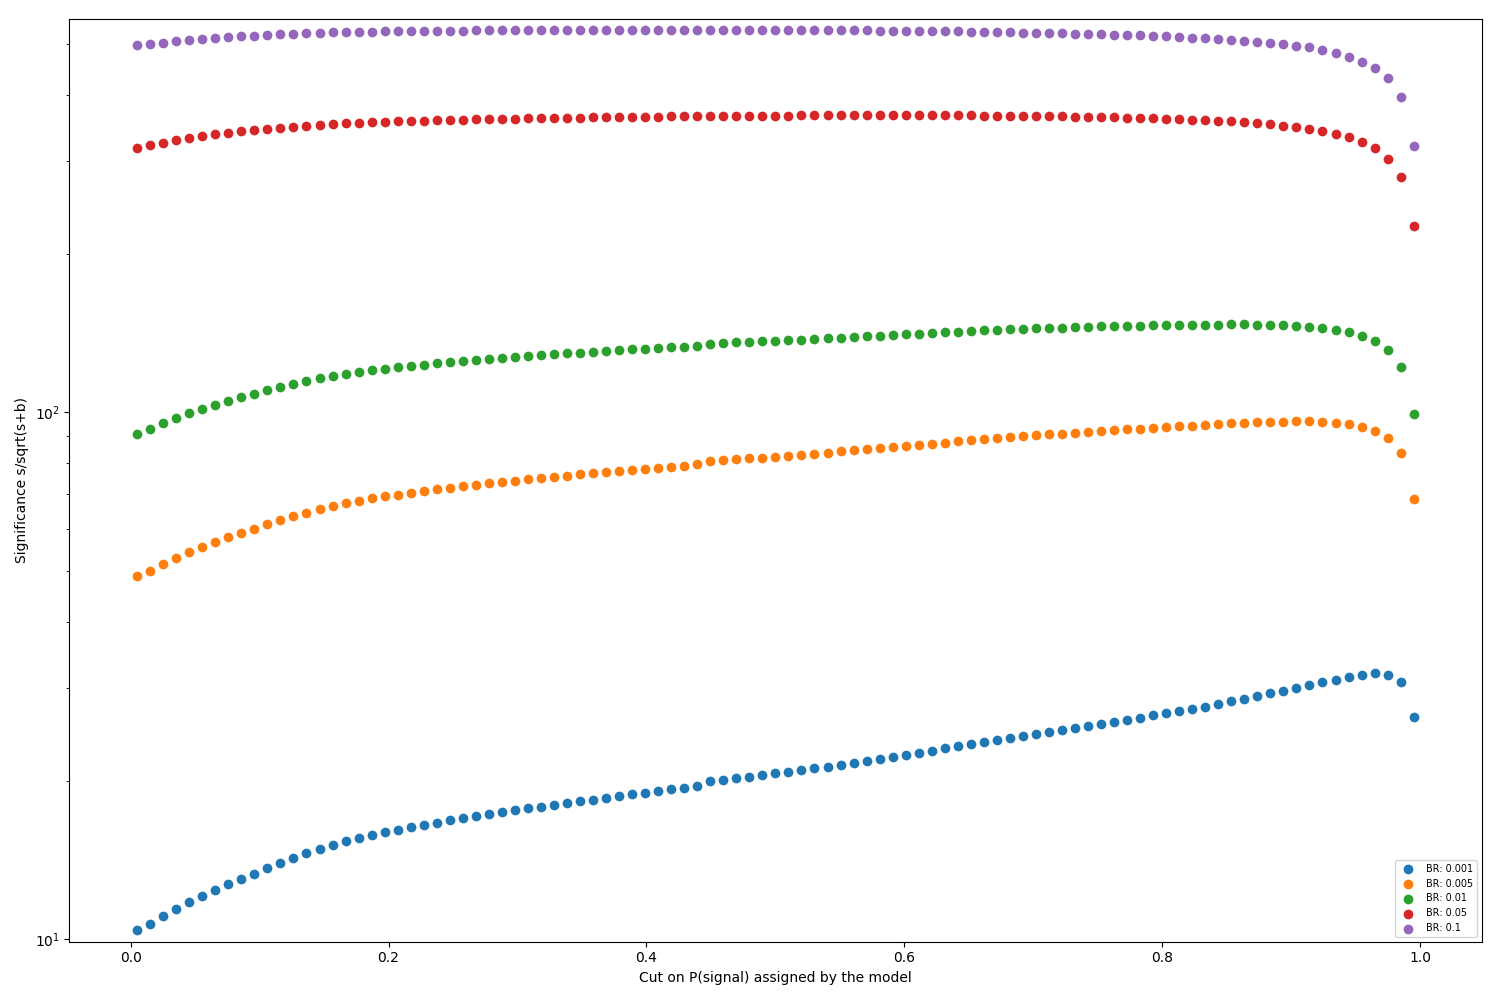 Significance s/sqrt(s+b)
10²
10¹
0.0 0.2 0.4 0.6 0.8 1.0
Cut on P(signal) assigned by the model
BR: 0.001
BR: 0.005
BR: 0.01
BR: 0.05
BR: 0.1